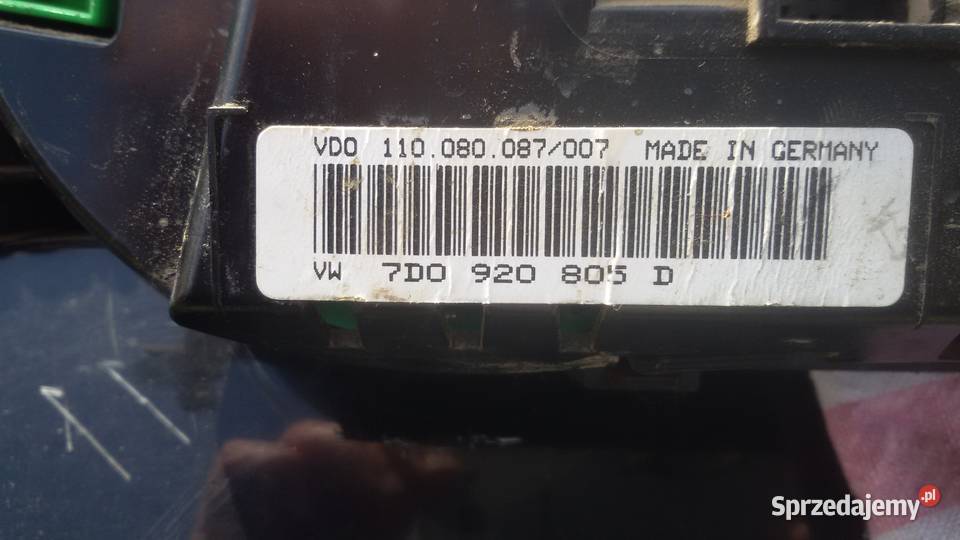 VDO 110.080.087/007 MADE IN GERMANY
VW 7D0 920 805 D
Sprzedajemy.pl